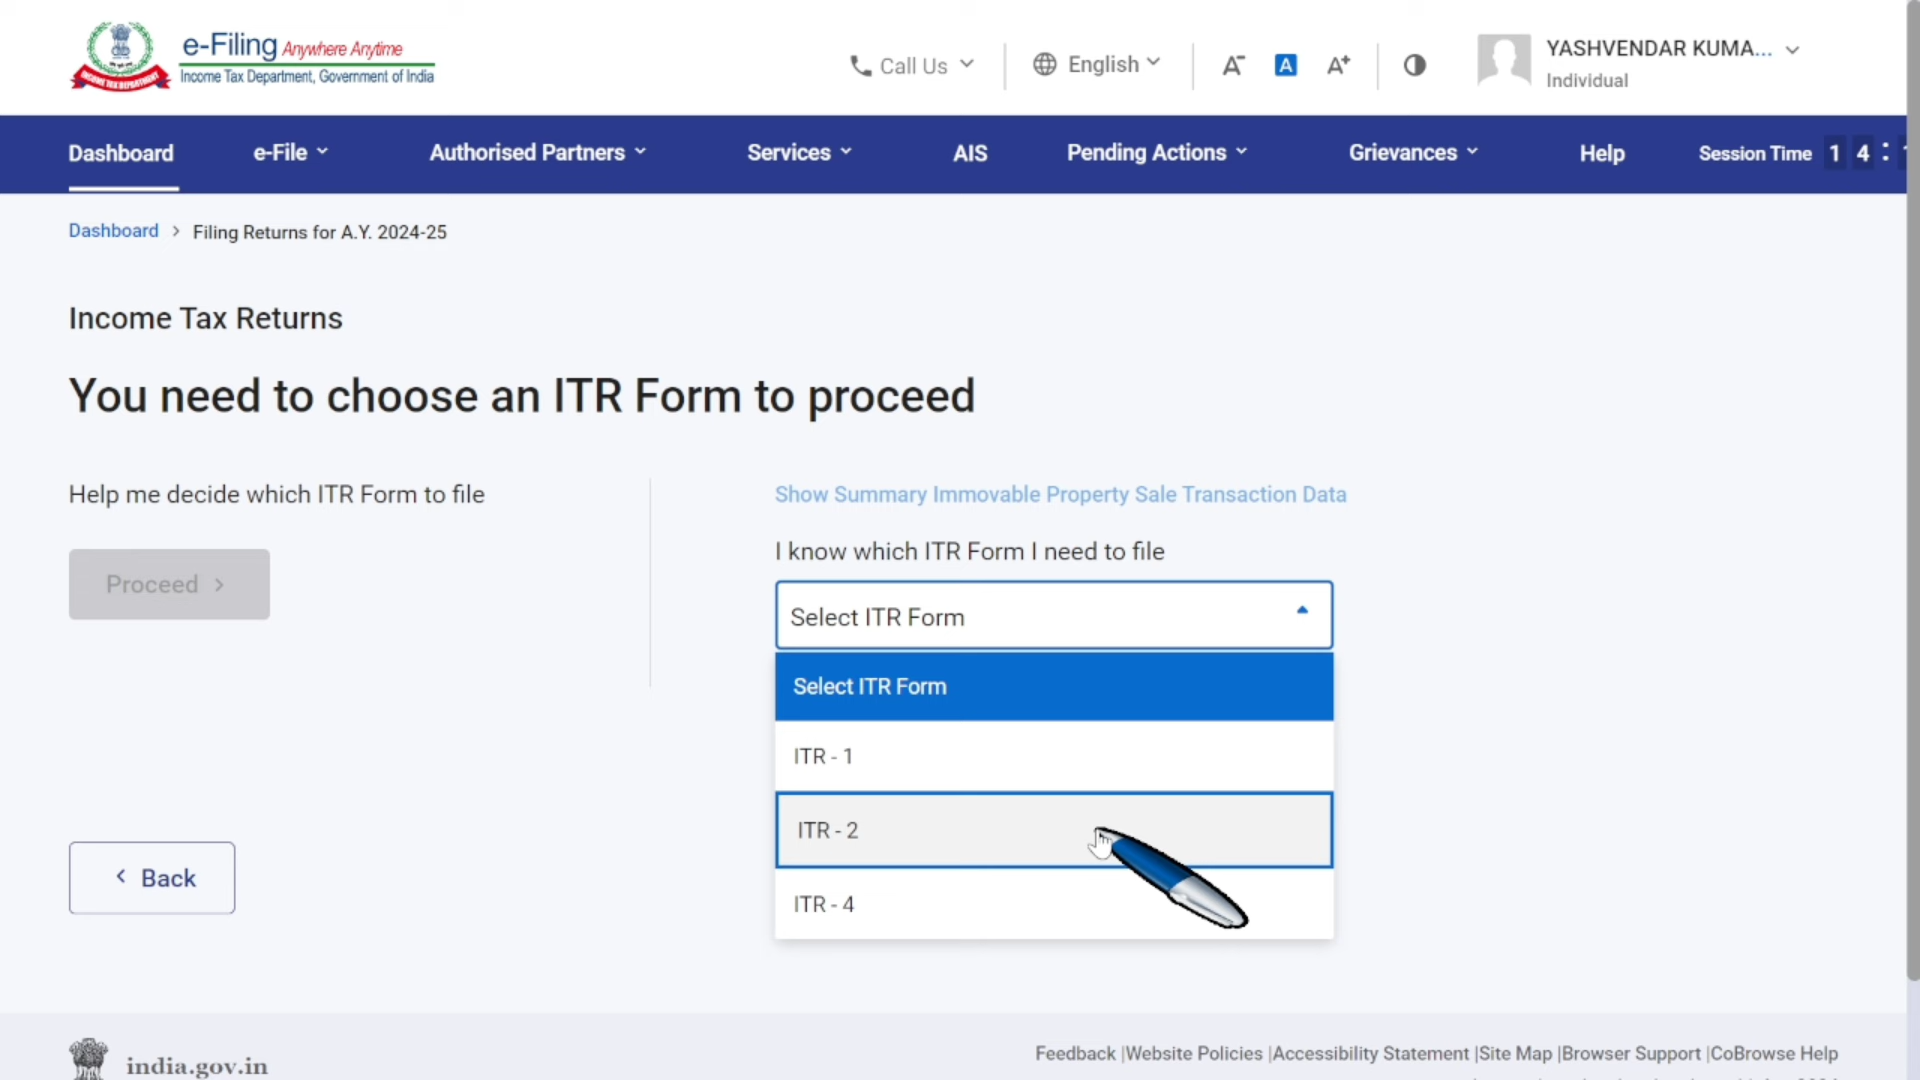 e-Filing Anywhere Anytime
Income Tax Department, Government of India
INCOME TAX DEPARTMENT
Call Us
English
A-
A
A+
YASHVENDAR KUMA...
Individual
Dashboard
e-File
Authorised Partners
Services
AIS
Pending Actions
Grievances
Help
Session Time 1 4 :
Dashboard > Filing Returns for A.Y. 2024-25
Income Tax Returns
You need to choose an ITR Form to proceed
Help me decide which ITR Form to file
Proceed >
Show Summary Immovable Property Sale Transaction Data
I know which ITR Form I need to file
Select ITR Form
Select ITR Form
ITR - 1
ITR - 2
ITR - 4
< Back
india.gov.in
Feedback |Website Policies |Accessibility Statement |Site Map |Browser Support |CoBrowse Help